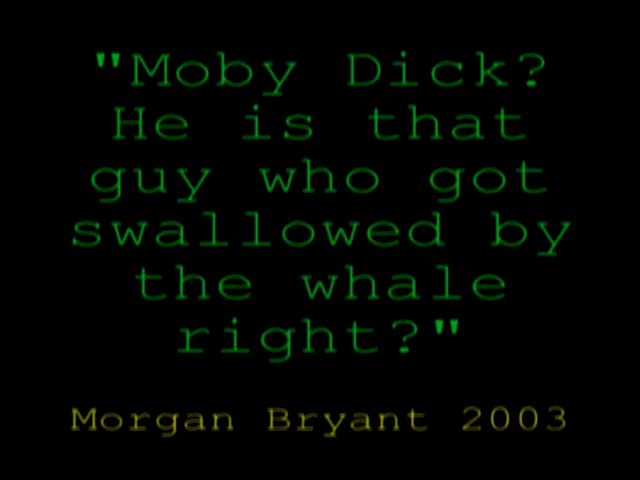 "Moby Dick?
He is that
guy who got
swallowed by
the whale
right?"
Morgan Bryant 2003